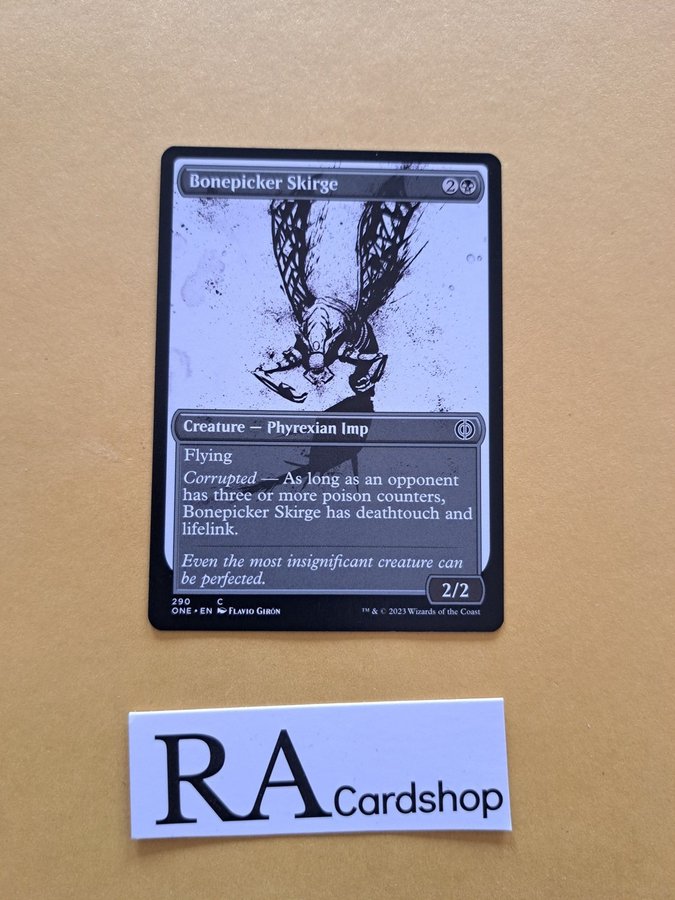 Bonepicker Skirge 2
Creature — Phyrexian Imp
Flying
Corrupted — As long as an opponent
has three or more poison counters,
Bonepicker Skirge has deathtouch and
lifelink.
Even the most insignificant creature can
be perfected.
2/2
290 C
ONE • EN Flavio Girón
™ & © 2023 Wizards of the Coast
RA Cardshop